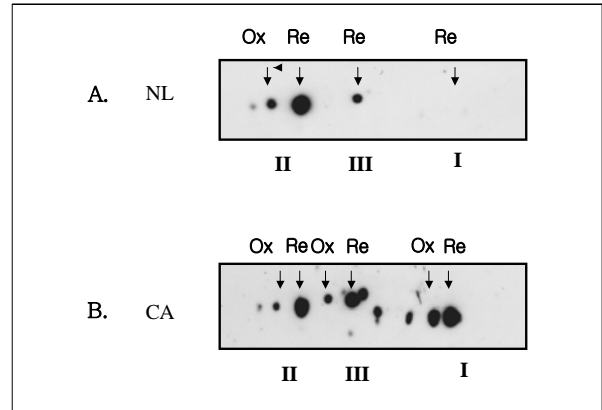 Ox Re Re Re
A. NL
II III I
Ox Re Ox Re Ox Re
B. CA
II III I